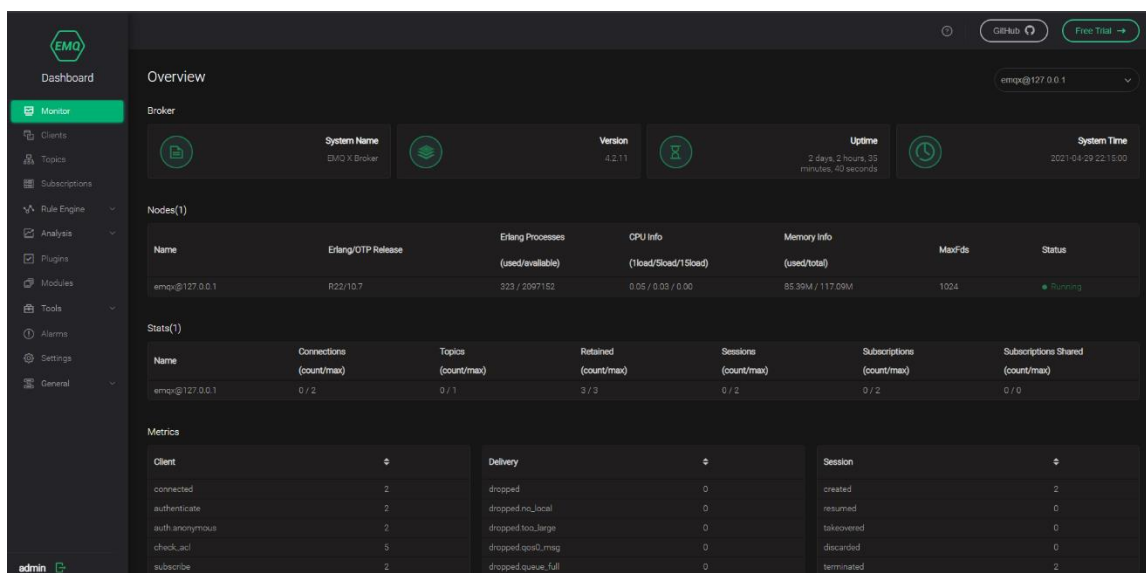 EMQ
Dashboard
Monitor
Clients
Topics
Subscriptions
Rule Engine
Analysis
Plugins
Modules
Tools
Alarms
Settings
General
admin
GitHub
Free Trial →
Overview
emqx@127.0.0.1
Broker
System Name
EMQ X Broker
Version
4.2.11
Uptime
2 days, 2 hours, 35
minutes, 40 seconds
System Time
2021-04-29 22:15:00
Nodes(1)
Name Erlang/OTP Release Erlang Processes (used/available) CPU Info (1load/5load/15load) Memory Info (used/total) MaxFds Status
emqx@127.0.0.1 R22/10.7 323 / 2097152 0.05 / 0.03 / 0.00 85.39M / 117.09M 1024 Running
Stats(1)
Name Connections (count/max) Topics (count/max) Retained (count/max) Sessions (count/max) Subscriptions (count/max) Subscriptions Shared (count/max)
emqx@127.0.0.1 0 / 2 0 / 1 3 / 3 0 / 2 0 / 2 0 / 0
Metrics
Client
connected 2
authenticate 2
auth.anonymous 2
check_acl 5
subscribe 2
Delivery
dropped 0
dropped.no_local 0
dropped.too_large 0
dropped.qos0_msg 0
dropped.queue_full 0
Session
created 2
resumed 0
takeovered 0
discarded 0
terminated 2